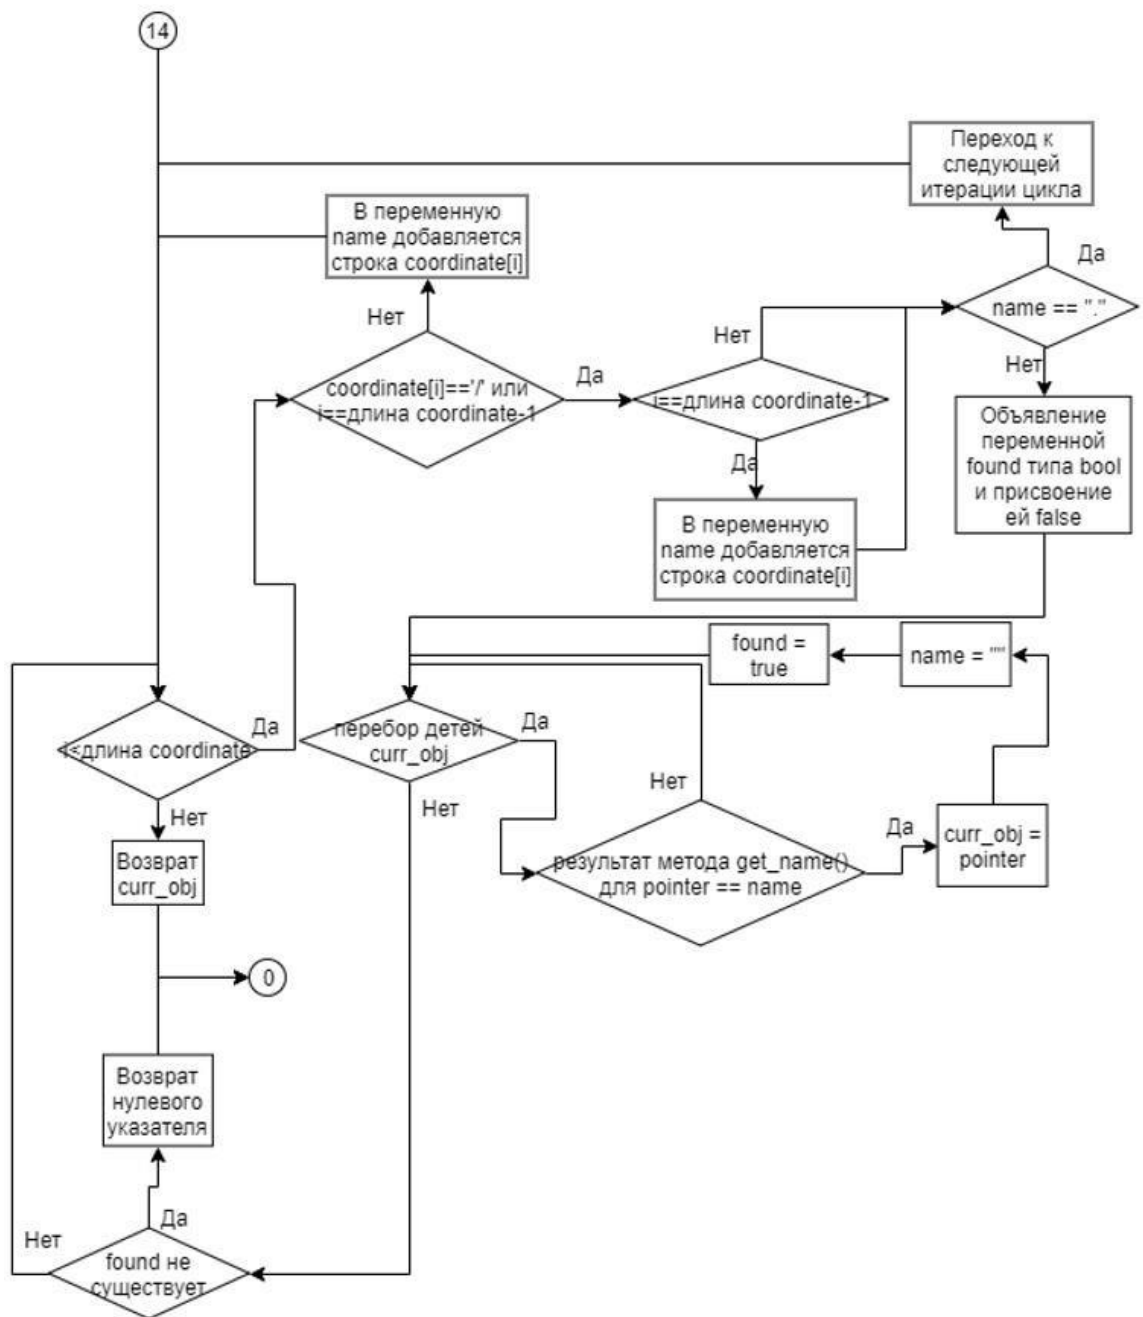 14
Переход к
следующей
итерации цикла
В переменную
name добавляется
строка coordinate[i]
Да
name == "."
Нет
Нет
Нет
coordinate[i]=='/' или
i==длина coordinate-1
Да
i==длина coordinate-1
Да
Объявление
переменной
found типа bool
и присвоение
ей false
В переменную
name добавляется
строка coordinate[i]
found =
true
name = ""
i<длина coordinate
Да
перебор детей
curr_obj
Да
Нет
Нет
Нет
Возврат
curr_obj
результат метода get_name()
для pointer == name
Да
curr_obj =
pointer
0
Возврат
нулевого
указателя
Да
Нет
found не
существует